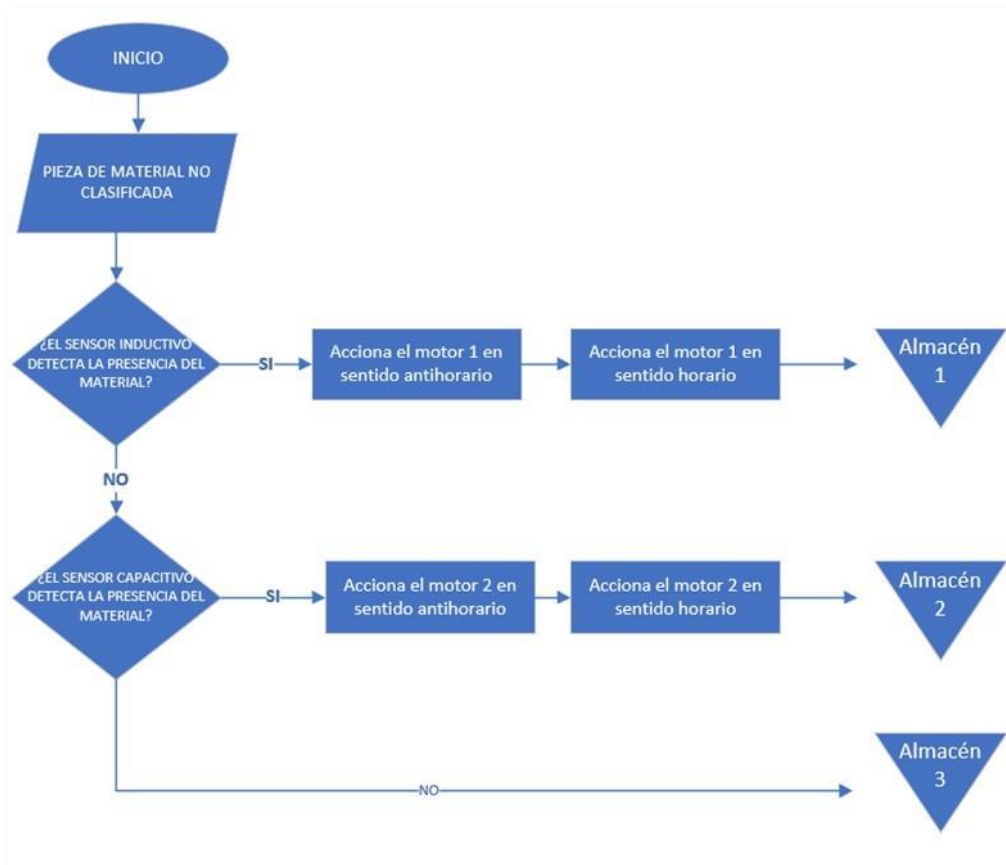 INICIO
PIEZA DE MATERIAL NO
CLASIFICADA
¿EL SENSOR INDUCTIVO
DETECTA LA PRESENCIA DEL
MATERIAL?
SI
Acciona el motor 1 en
sentido antihorario
Acciona el motor 1 en
sentido horario
Almacén
1
NO
¿EL SENSOR CAPACITIVO
DETECTA LA PRESENCIA DEL
MATERIAL?
SI
Acciona el motor 2 en
sentido antihorario
Acciona el motor 2 en
sentido horario
Almacén
2
NO
Almacén
3